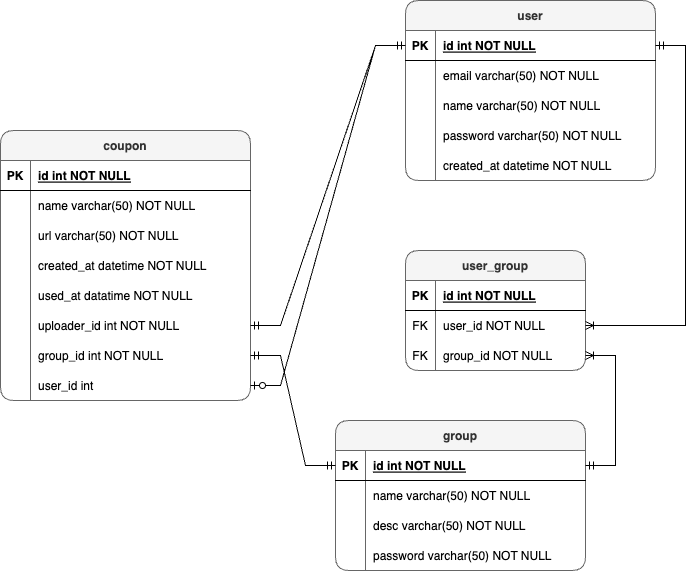 user
PK id int NOT NULL
email varchar(50) NOT NULL
name varchar(50) NOT NULL
password varchar(50) NOT NULL
created_at datetime NOT NULL
coupon
PK id int NOT NULL
name varchar(50) NOT NULL
url varchar(50) NOT NULL
created_at datetime NOT NULL
used_at datatime NOT NULL
uploader_id int NOT NULL
group_id int NOT NULL
user_id int
user_group
PK id int NOT NULL
FK user_id NOT NULL
FK group_id NOT NULL
group
PK id int NOT NULL
name varchar(50) NOT NULL
desc varchar(50) NOT NULL
password varchar(50) NOT NULL